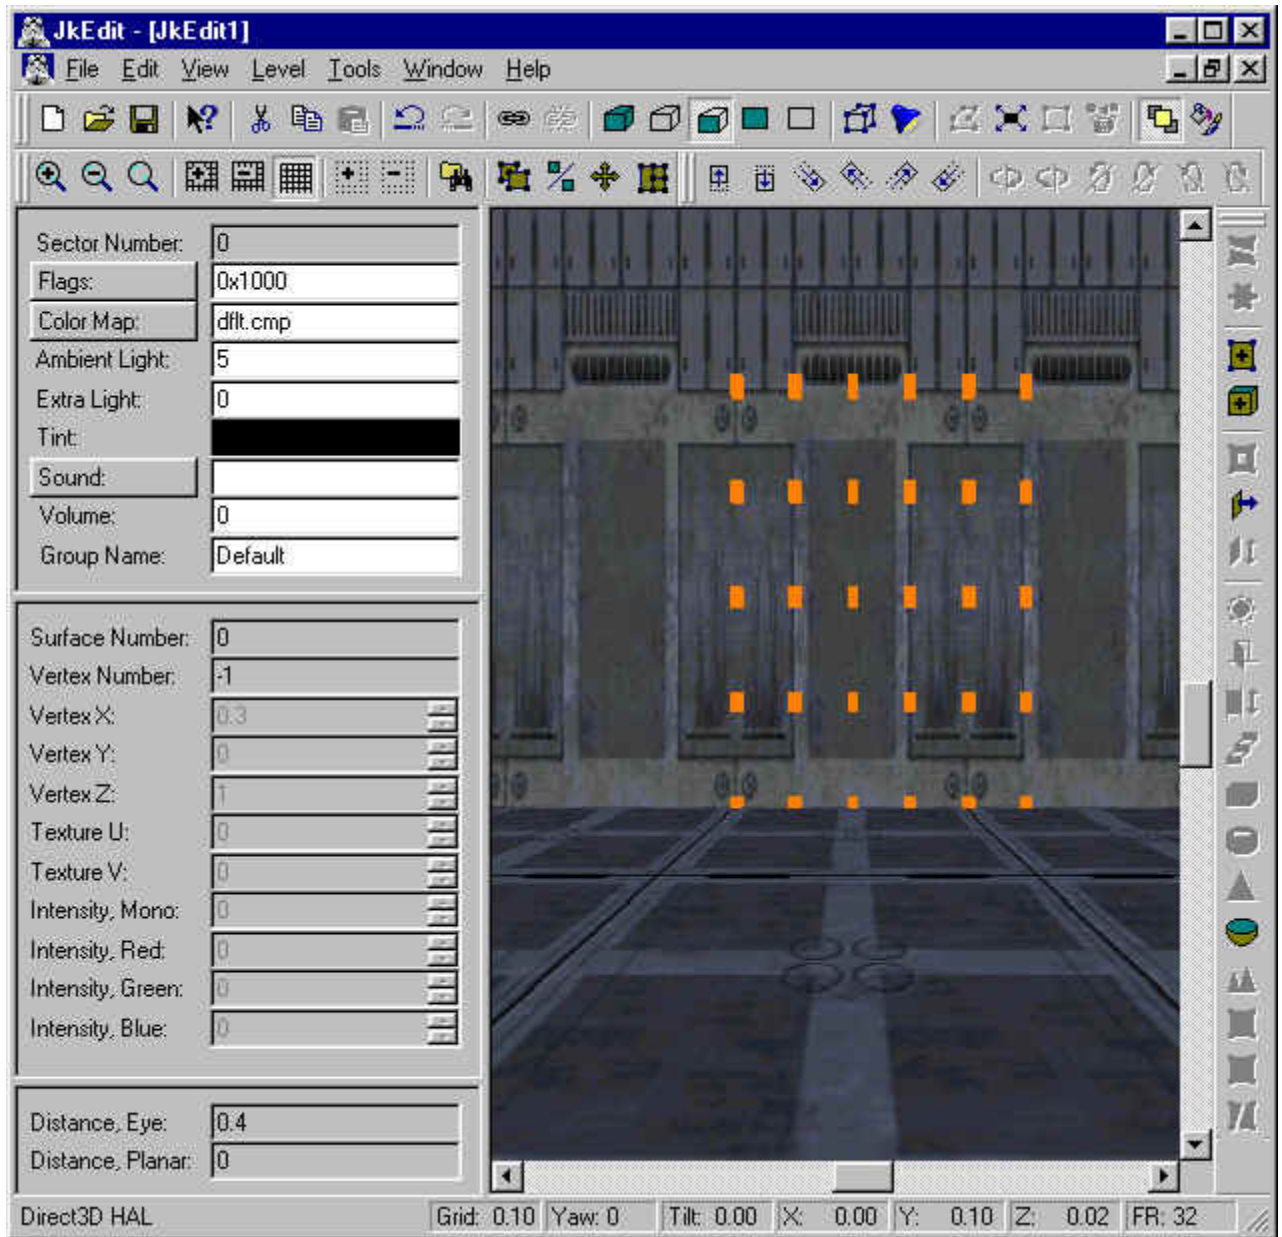 JkEdit - [JkEdit1]
File Edit View Level Tools Window Help
Sector Number: 0
Flags: 0x1000
Color Map: dflt.cmp
Ambient Light: 5
Extra Light: 0
Tint:
Sound:
Volume: 0
Group Name: Default
Surface Number: 0
Vertex Number: -1
Vertex X: 0.3
Vertex Y: 0
Vertex Z: 1
Texture U: 0
Texture V: 0
Intensity, Mono: 0
Intensity, Red: 0
Intensity, Green: 0
Intensity, Blue: 0
Distance, Eye: 0.4
Distance, Planar: 0
Direct3D HAL Grid: 0.10 Yaw: 0 Tilt: 0.00 X: 0.00 Y: 0.10 Z: 0.02 FR: 32